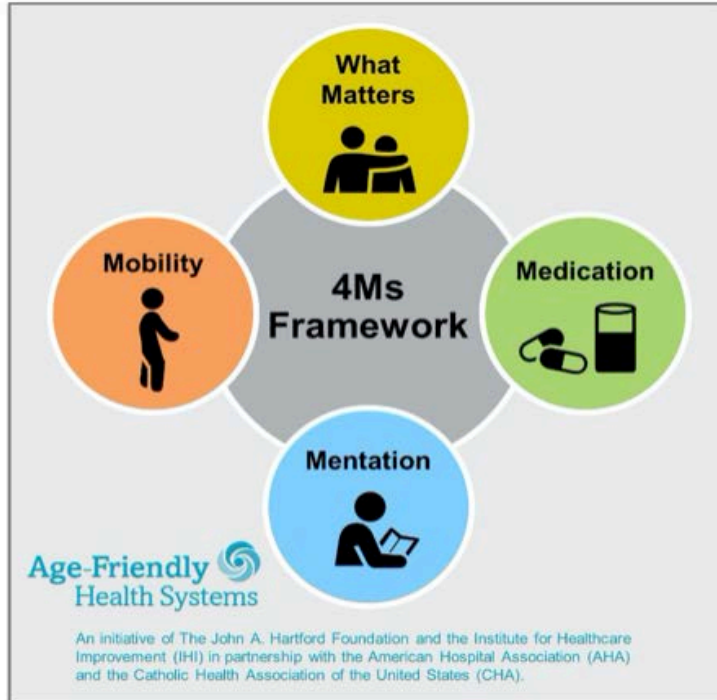 What
Matters
Mobility
4Ms
Framework
Medication
Mentation
Age-Friendly
Health Systems
An initiative of The John A. Hartford Foundation and the Institute for Healthcare
Improvement (IHI) in partnership with the American Hospital Association (AHA)
and the Catholic Health Association of the United States (CHA).